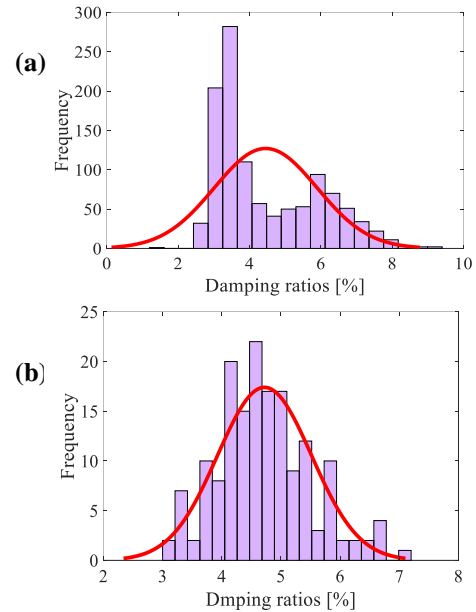 (a)
Frequency
300
250
200
150
100
50
0
0 2 4 6 8 10
Damping ratios [%]
(b)
Frequency
25
20
15
10
5
0
2 3 4 5 6 7 8
Dmping ratios [%]